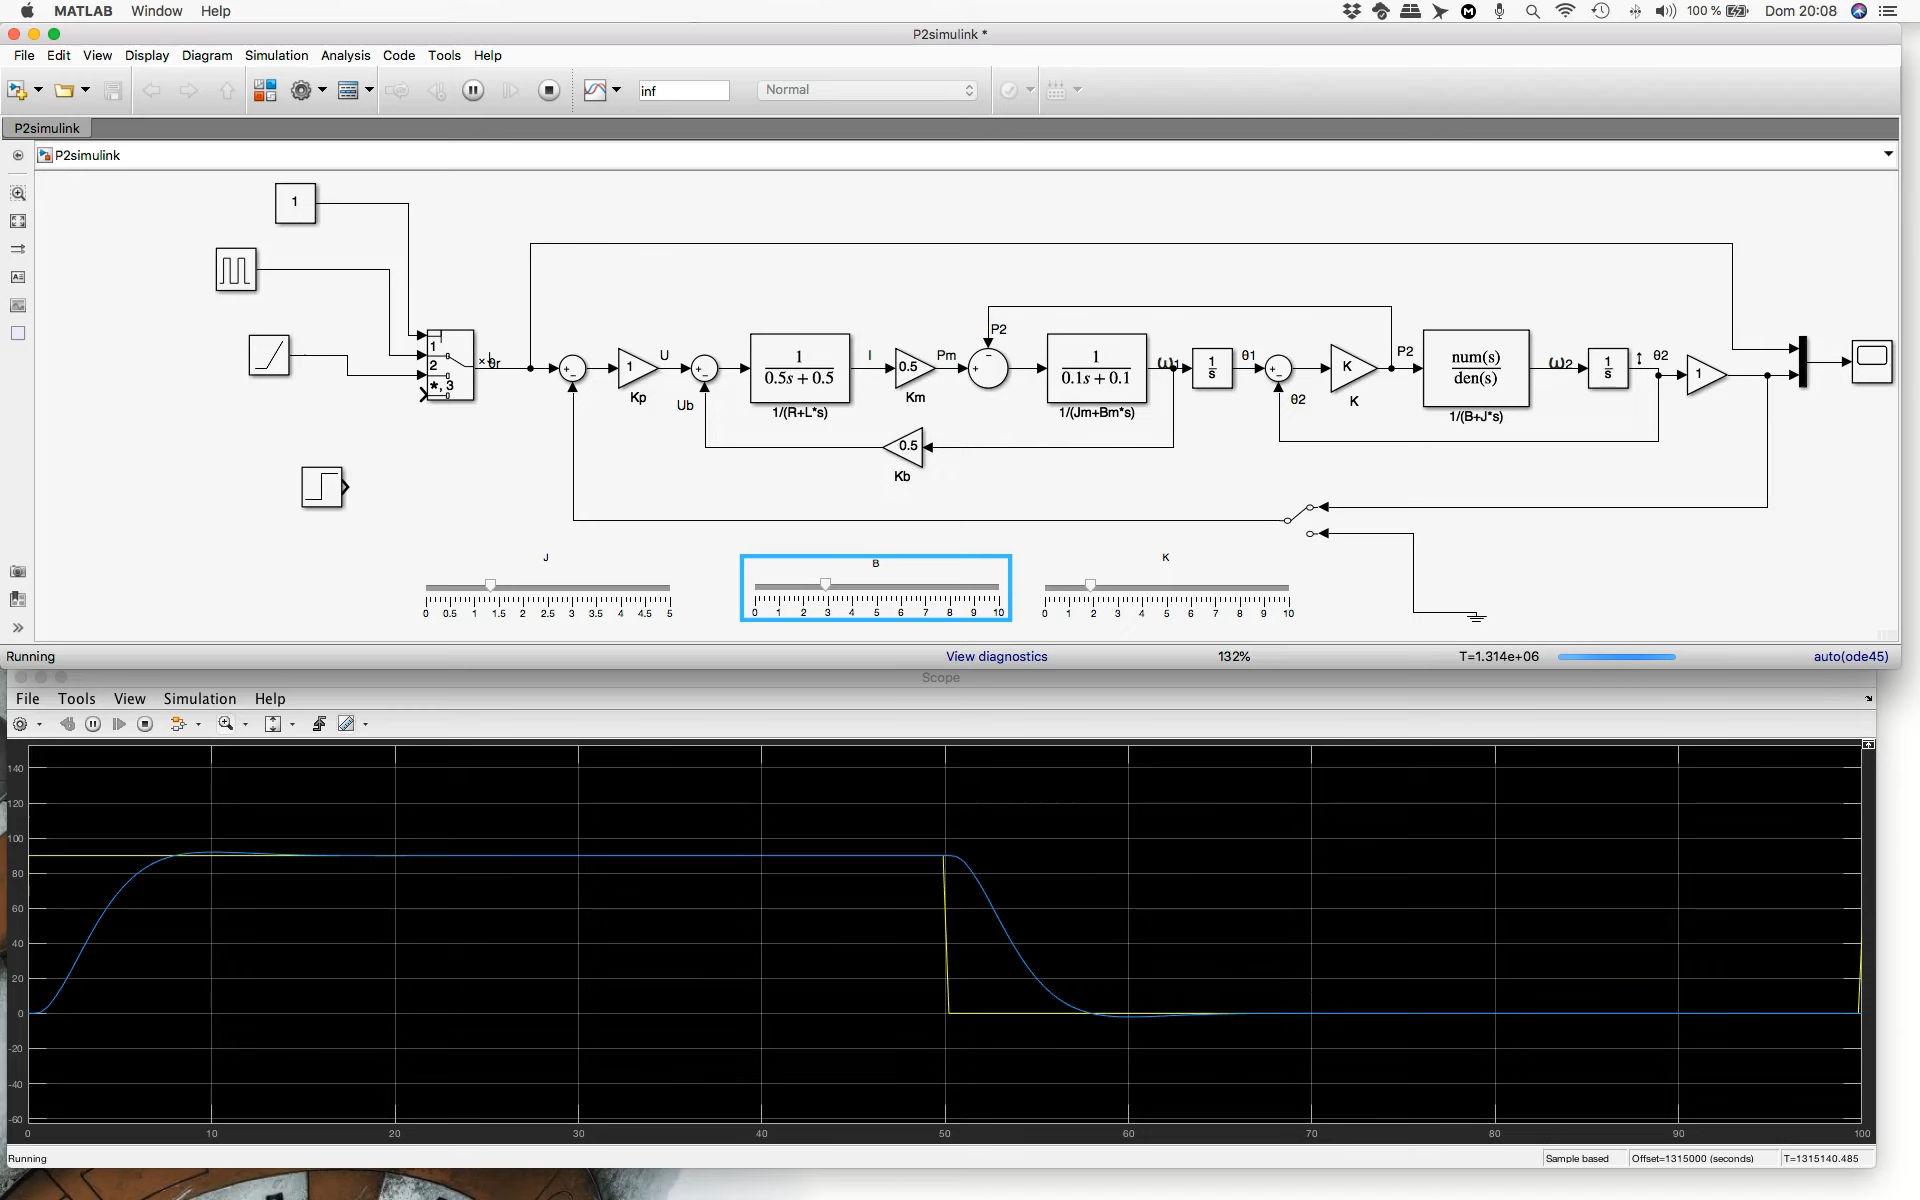 MATLAB Window Help
100 % Dom 20:08
P2simulink *
File Edit View Display Diagram Simulation Analysis Code Tools Help
inf
Normal
P2simulink
P2simulink
1
1
2
*, 3
θr
1
Kp
U
Ub
1
0.5s + 0.5
1/(R+L*s)
I
0.5
Km
Pm
P2
1
0.1s + 0.1
1/(Jm+Bm*s)
ω1
1
s
θ1
θ2
K
K
P2
num(s)
den(s)
1/(B+J*s)
ω2
1
s
θ2
1
0.5
Kb
J
0 0.5 1 1.5 2 2.5 3 3.5 4 4.5 5
B
0 1 2 3 4 5 6 7 8 9 10
K
0 1 2 3 4 5 6 7 8 9 10
Running
View diagnostics
132%
T=1.314e+06
auto(ode45)
Scope
File Tools View Simulation Help
140
120
100
80
60
40
20
0
-20
-40
-60
0 10 20 30 40 50 60 70 80 90 100
Running
Sample based
Offset=1315000 (seconds)
T=1315140.485